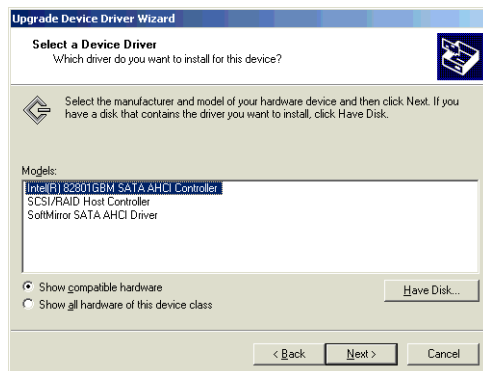 Upgrade Device Driver Wizard
Select a Device Driver
Which driver do you want to install for this device?
Select the manufacturer and model of your hardware device and then click Next. If you
have a disk that contains the driver you want to install, click Have Disk.
Models:
Intel(R) 82801GBM SATA AHCI Controller
SCSI/RAID Host Controller
SoftMirror SATA AHCI Driver
Show compatible hardware
Show all hardware of this device class
Have Disk...
< Back
Next >
Cancel